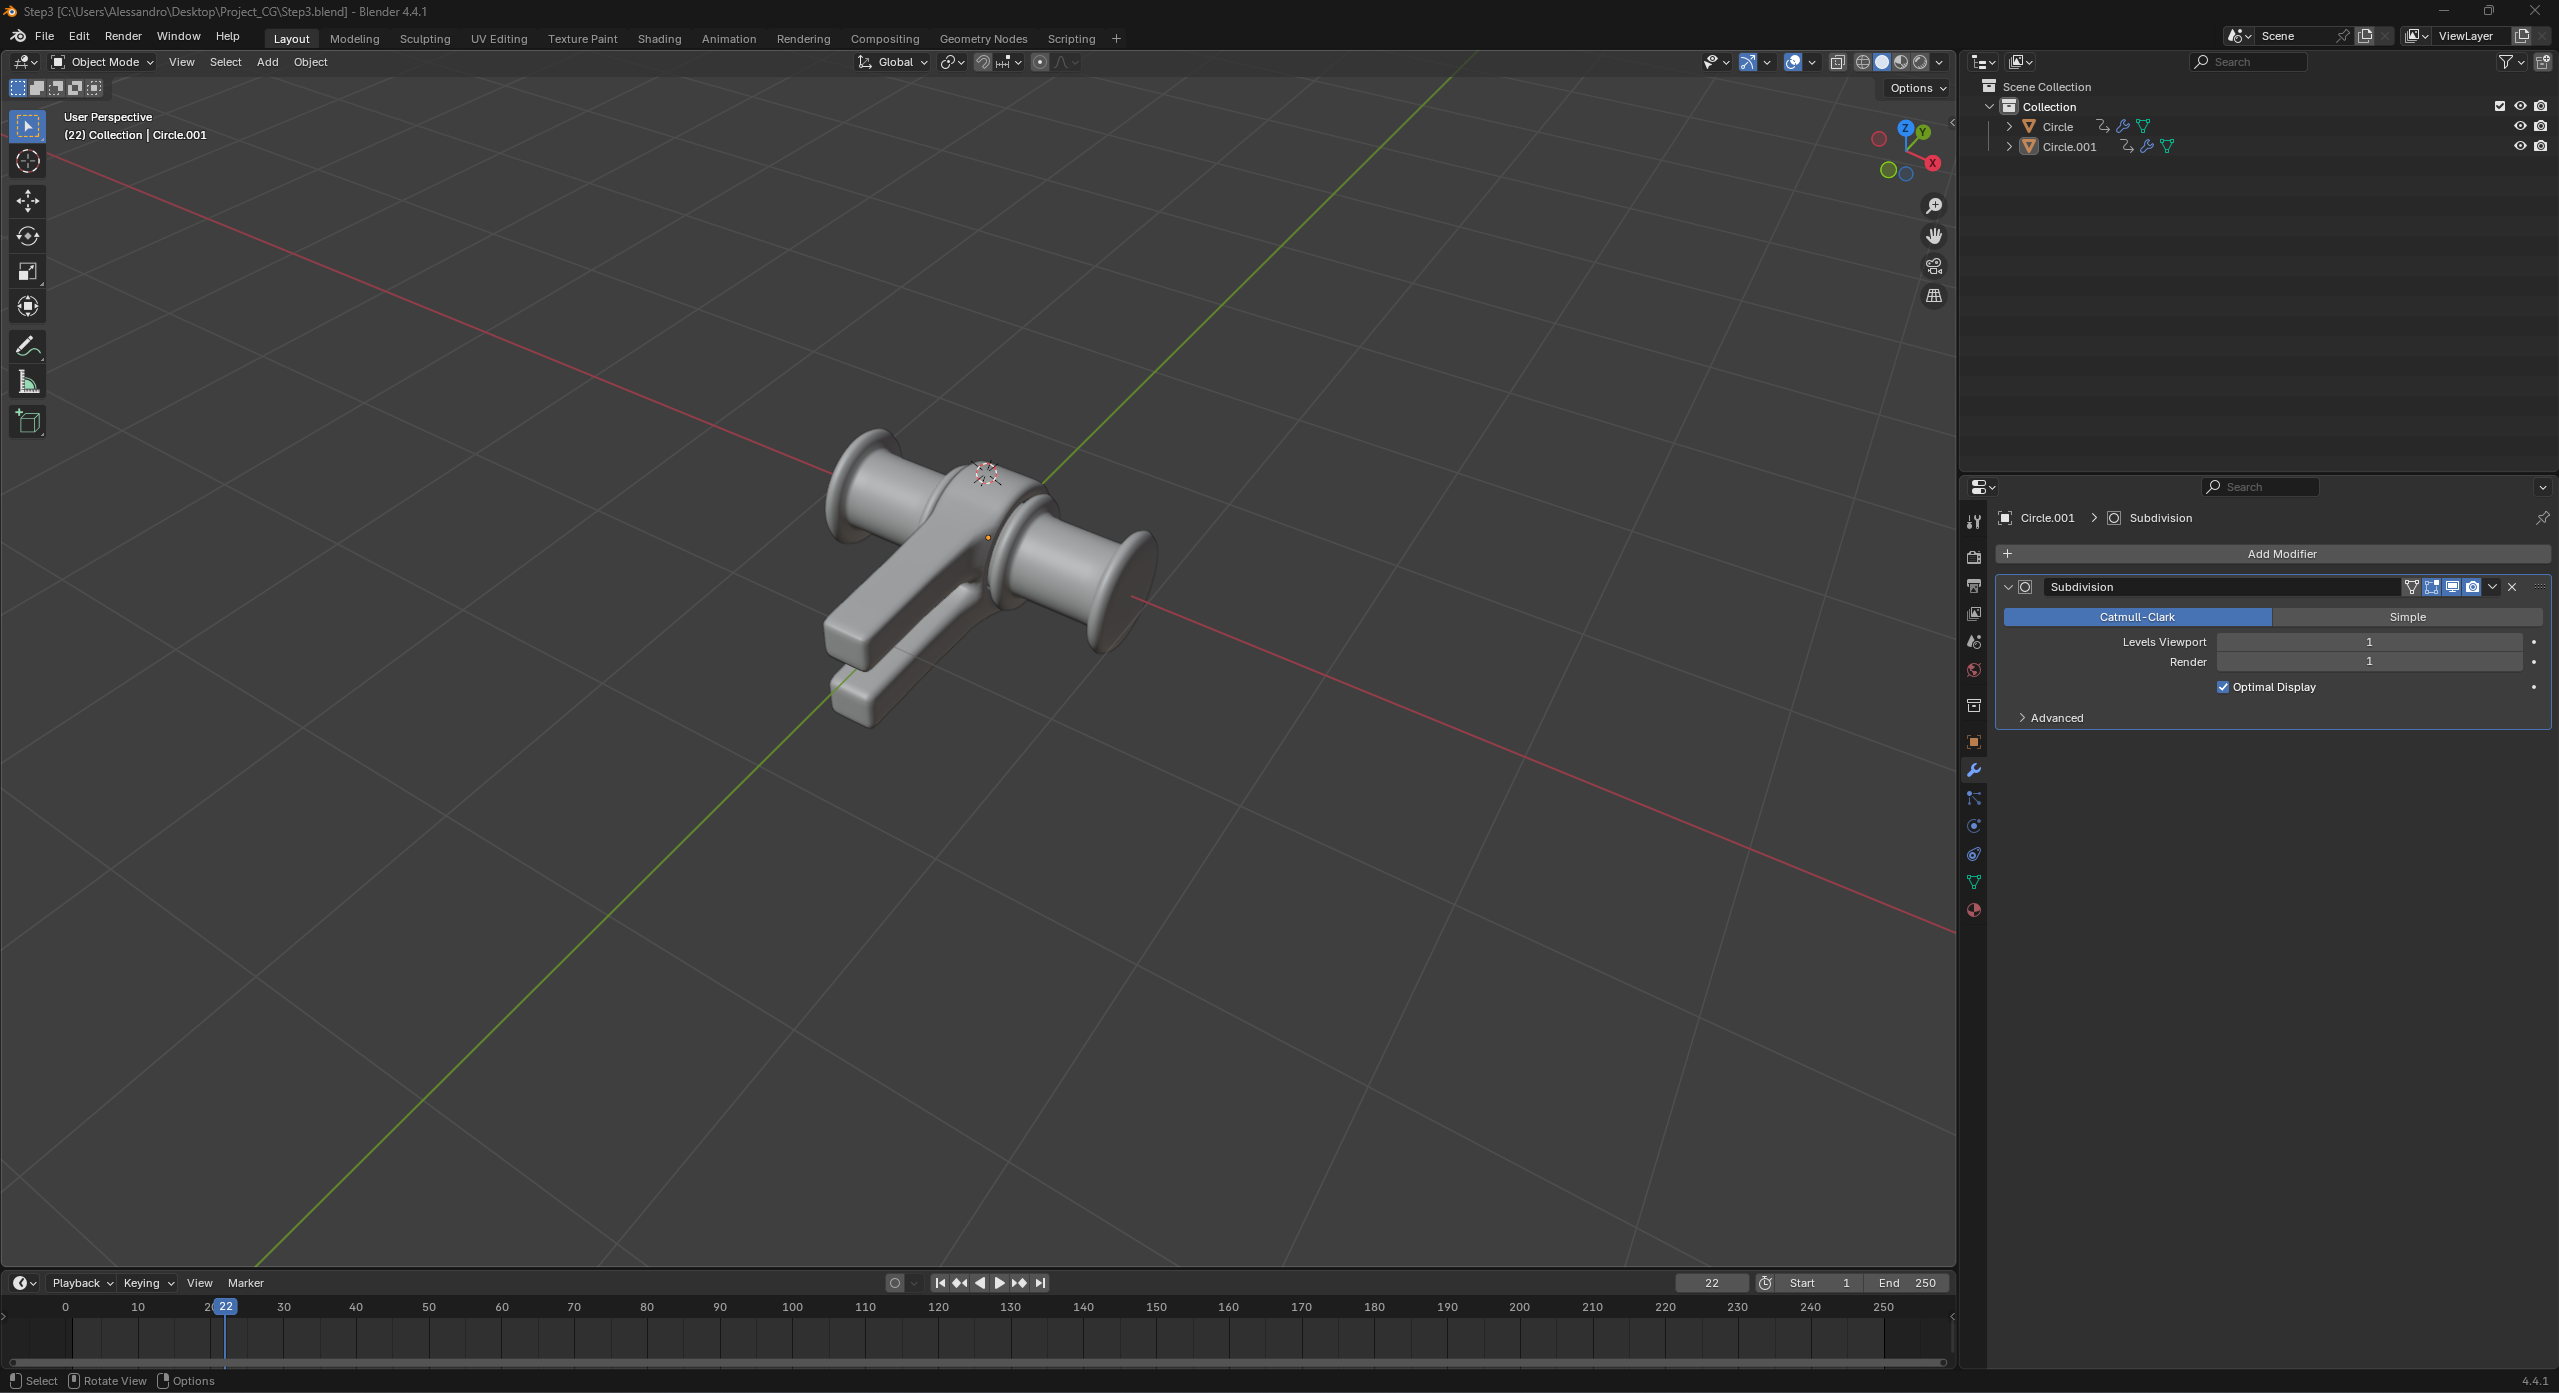 Step3 [C:\Users\Alessandro\Desktop\Project_CG\Step3.blend] - Blender 4.4.1
File Edit Render Window Help Layout Modeling Sculpting UV Editing Texture Paint Shading Animation Rendering Compositing Geometry Nodes Scripting + Scene ViewLayer
Object Mode View Select Add Object Global Search
Options
User Perspective
(22) Collection | Circle.001
Z Y X
Scene Collection
Collection
Circle
Circle.001
Search
Circle.001 > Subdivision
+ Add Modifier
Subdivision
Catmull-Clark Simple
Levels Viewport 1
Render 1
Optimal Display
Advanced
Playback Keying View Marker 22 Start 1 End 250
0 10 22 30 40 50 60 70 80 90 100 110 120 130 140 150 160 170 180 190 200 210 220 230 240 250
Select Rotate View Options 4.4.1